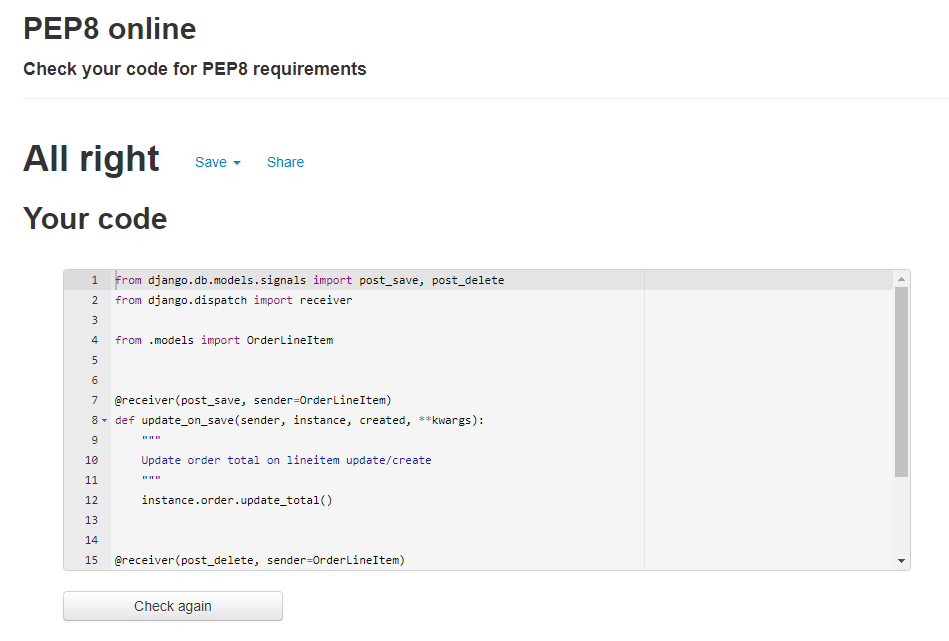 PEP8 online
Check your code for PEP8 requirements
All right Save Share
Your code
1 from django.db.models.signals import post_save, post_delete
2 from django.dispatch import receiver
3
4 from .models import OrderLineItem
5
6
7 @receiver(post_save, sender=OrderLineItem)
8 def update_on_save(sender, instance, created, **kwargs):
9     """
10     Update order total on lineitem update/create
11     """
12     instance.order.update_total()
13
14
15 @receiver(post_delete, sender=OrderLineItem)
Check again